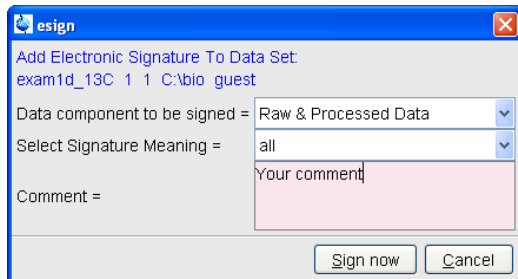 esign
Add Electronic Signature To Data Set:
exam1d_13C 1 1 C:\bio guest
Data component to be signed = Raw & Processed Data
Select Signature Meaning = all
Comment = Your comment
Sign now Cancel